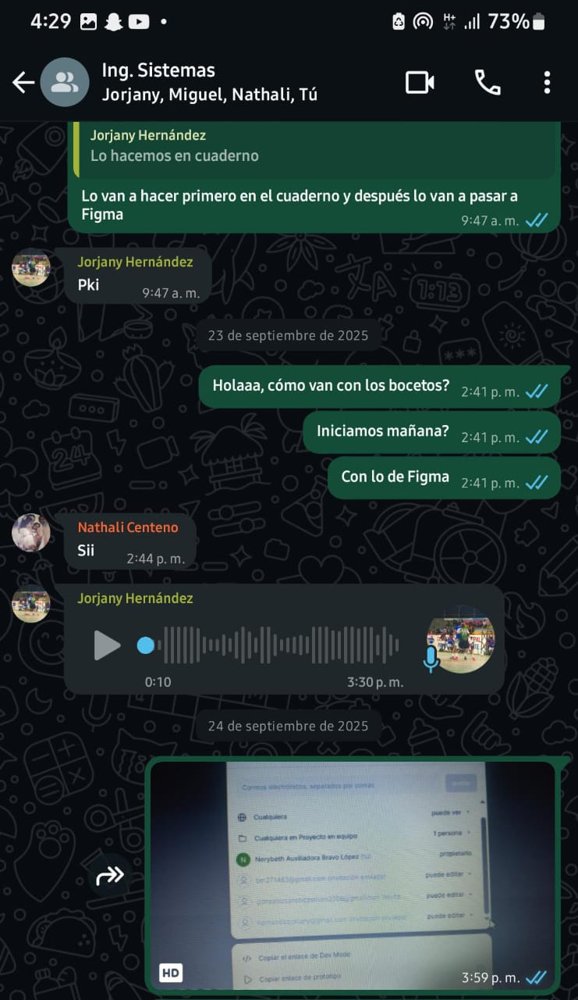 4:29
H+
73%
Ing. Sistemas
Jorjany, Miguel, Nathali, Tú
Jorjany Hernández
Lo hacemos en cuaderno
Lo van a hacer primero en el cuaderno y después lo van a pasar a
Figma
9:47 a. m.
Jorjany Hernández
Pki
9:47 a. m.
23 de septiembre de 2025
Holaaa, cómo van con los bocetos?
2:41 p. m.
Iniciamos mañana?
2:41 p. m.
Con lo de Figma
2:41 p. m.
Nathali Centeno
Sii
2:44 p. m.
Jorjany Hernández
0:10
3:30 p. m.
24 de septiembre de 2025
Correos electrónicos, separados por comas
Cualquiera
puede ver
Cualquiera en Proyecto en equipo
1 persona
N
Nerybeth Auxiliadora Bravo López (tú)
propietario
(invitación enviada)
puede editar
puede editar
(invitación enviada)
puede editar
Copiar el enlace de Dev Mode
Copiar enlace de prototipo
HD
3:59 p. m.